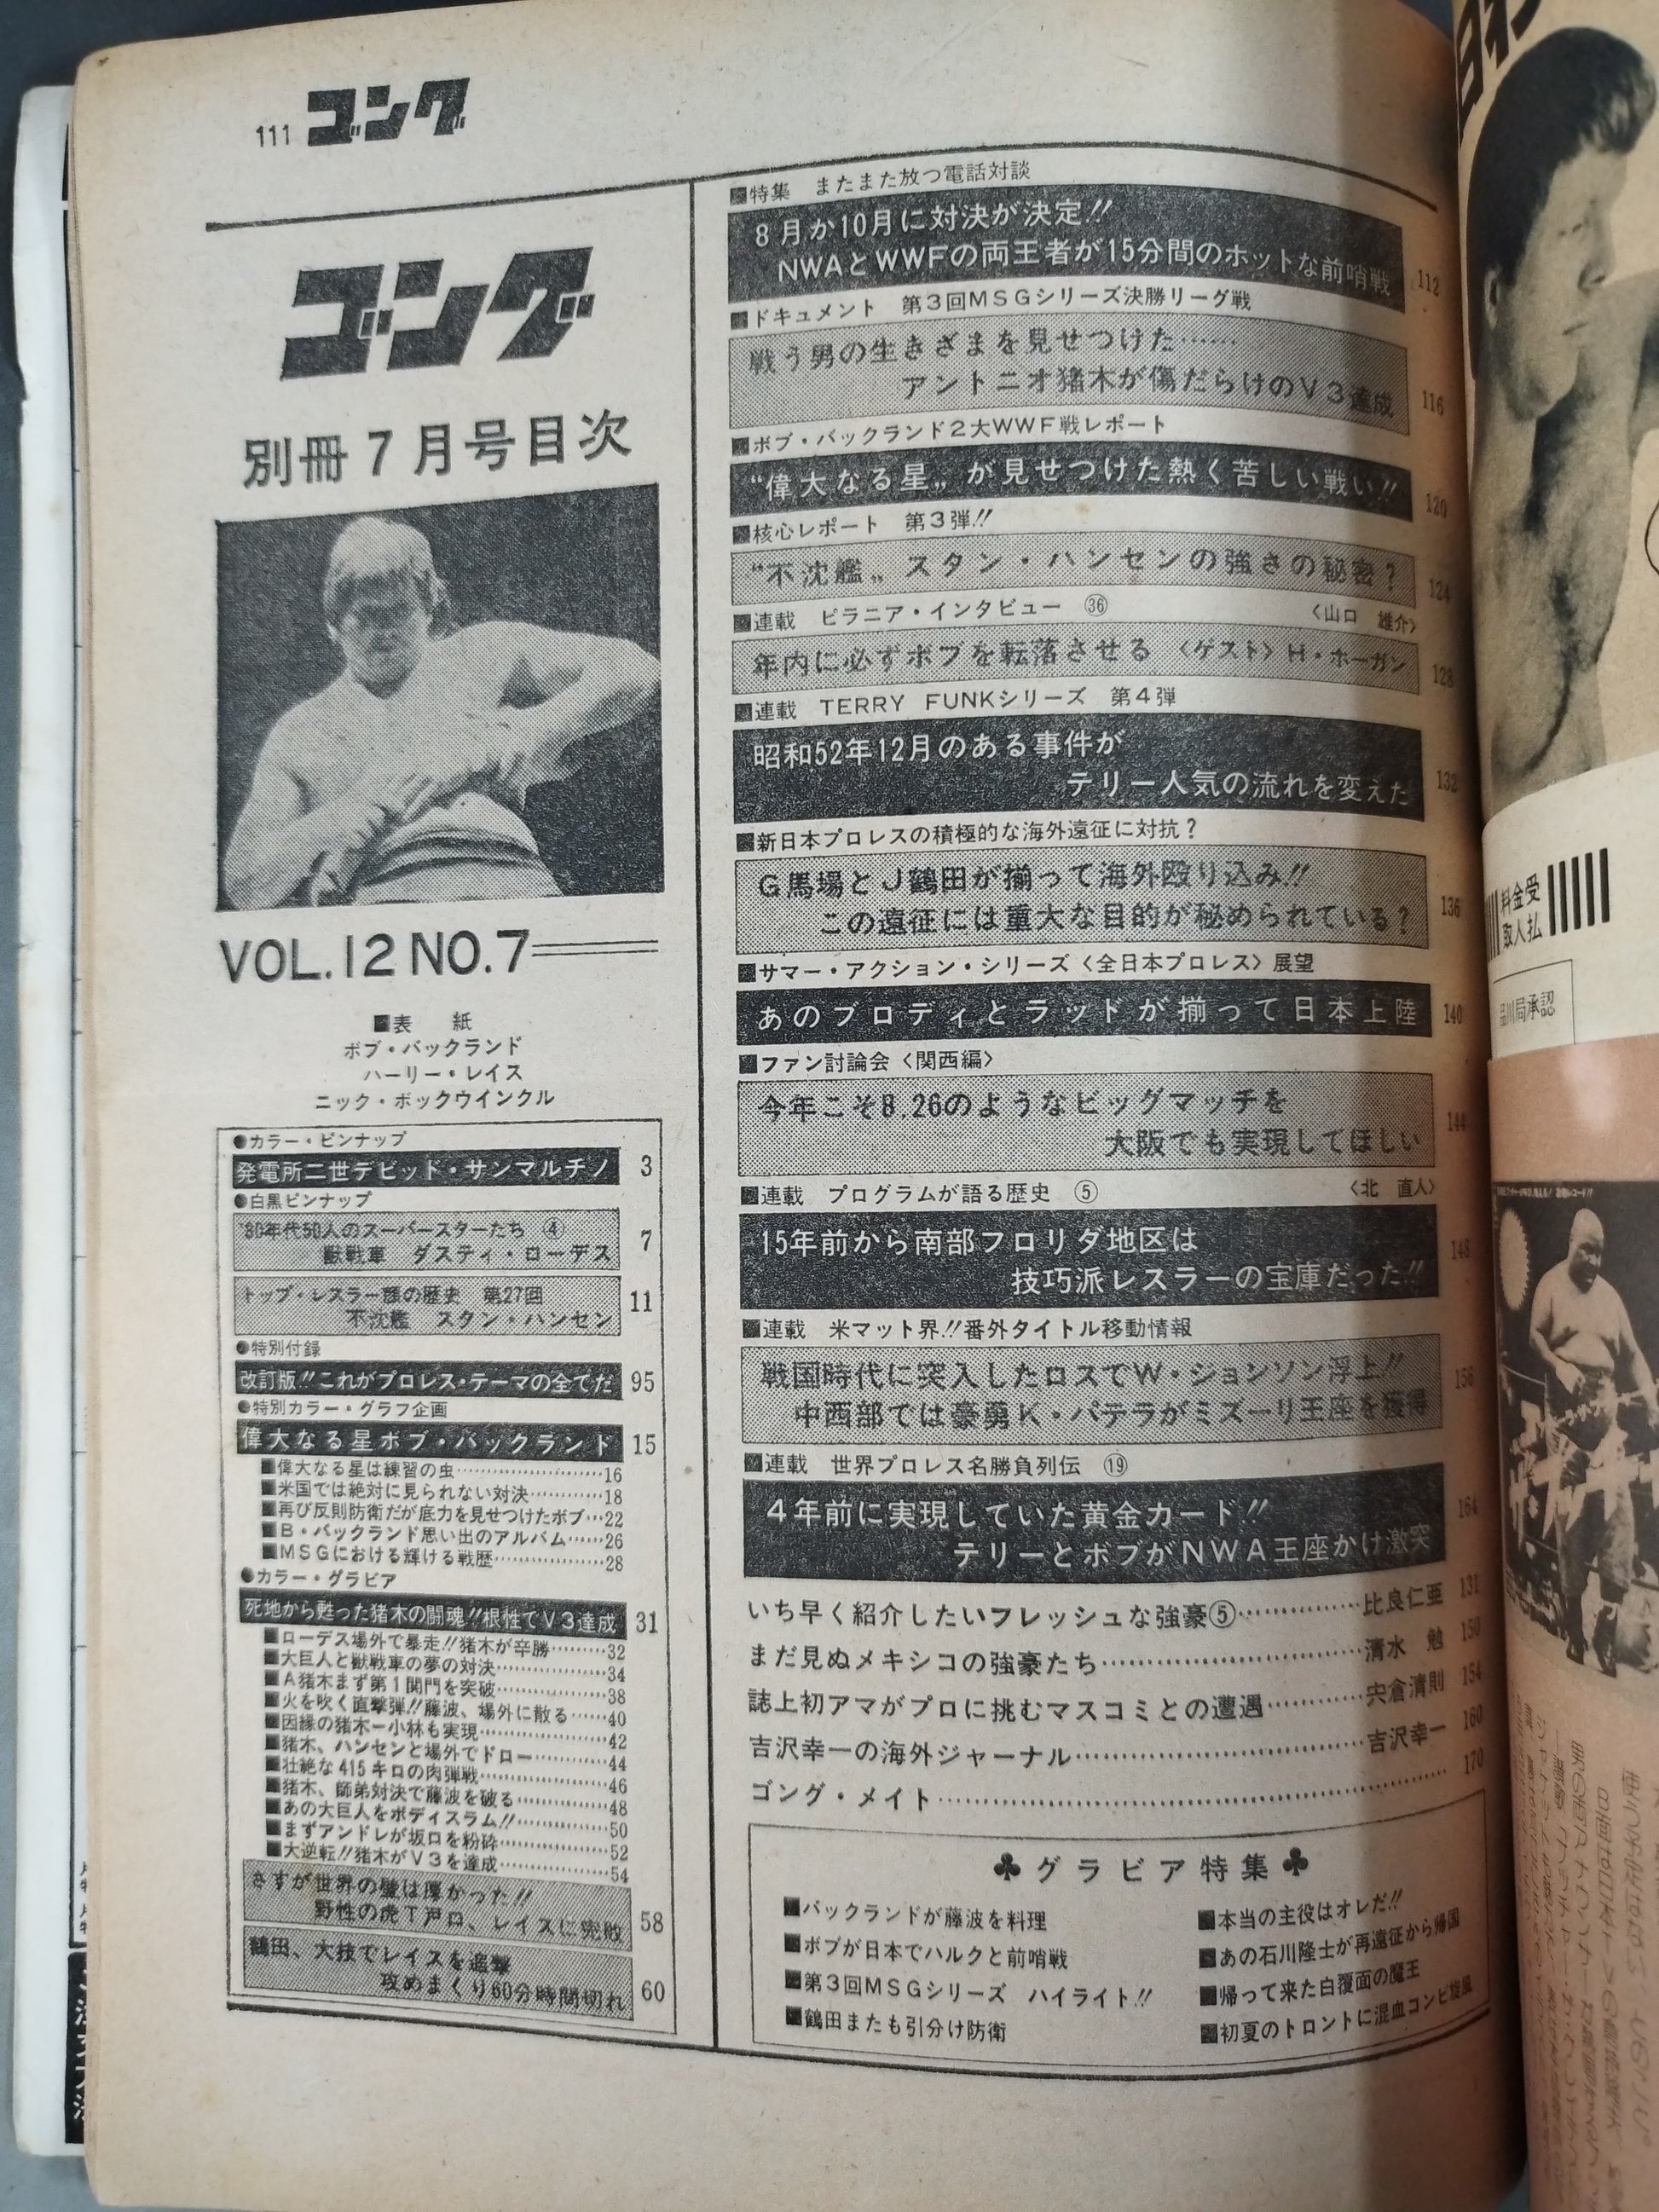 111 ゴング
ゴング
別冊7月号目次
VOL.12 NO.7
■表　紙
ボブ・バックランド
ハーリー・レイス
ニック・ボックウインクル
●カラー・ピンナップ
発電所二世デビッド・サンマルチノ 3
●白黒ピンナップ
'80年代50人のスーパースターたち ④
獣戦車　ダスティ・ローデス 7
トップ・レスラー顔の歴史　第27回
不沈艦　スタン・ハンセン 11
●特別付録
改訂版!!これがプロレス・テーマの全てだ 95
●特別カラー・グラフ企画
偉大なる星ボブ・バックランド 15
■偉大なる星は練習の虫……………………16
■米国では絶対に見られない対決…………18
■再び反則防衛だが底力を見せつけたボブ…22
■B・バックランド思い出のアルバム……26
■MSGにおける輝ける戦歴………………28
●カラー・グラビア
死地から甦った猪木の闘魂!!根性でV3達成 31
■ローデス場外で暴走!!猪木が辛勝………32
■大巨人と獣戦車の夢の対決………………34
■A猪木まず第1関門を突破………………38
■火を吹く直撃弾!!藤波、場外に散る……40
■因縁の猪木ー小林も実現…………………42
■猪木、ハンセンと場外でドロー…………44
■壮絶な415キロの肉弾戦…………………46
■猪木、師弟対決で藤波を破る……………48
■あの大巨人をボディスラム!!……………50
■まずアンドレが坂口を粉砕………………52
■大逆転!!猪木がV3を達成………………54
さすが世界の壁は厚かった!!
野性の虎T戸口、レイスに完敗 58
鶴田、大技でレイスを追撃
攻めまくり60分時間切れ 60
■特集　またまた放つ電話対談
8月か10月に対決が決定!!
NWAとWWFの両王者が15分間のホットな前哨戦 112
■ドキュメント　第3回MSGシリーズ決勝リーグ戦
戦う男の生きざまを見せつけた……
アントニオ猪木が傷だらけのV3達成 116
■ボブ・バックランド2大WWF戦レポート
“偉大なる星„が見せつけた熱く苦しい戦い!! 120
■核心レポート　第3弾!!
“不沈艦„スタン・ハンセンの強さの秘密? 124
■連載　ピラニア・インタビュー　㊱　〈山口　雄介〉
年内に必ずボブを転落させる〈ゲスト〉H・ホーガン 128
■連載　TERRY FUNKシリーズ　第4弾
昭和52年12月のある事件が
テリー人気の流れを変えた 132
■新日本プロレスの積極的な海外遠征に対抗?
G馬場とJ鶴田が揃って海外殴り込み!!
この遠征には重大な目的が秘められている? 136
■サマー・アクション・シリーズ〈全日本プロレス〉展望
あのブロディとラッドが揃って日本上陸 140
■ファン討論会〈関西編〉
今年こそ8.26のようなビッグマッチを
大阪でも実現してほしい 144
■連載　プログラムが語る歴史　⑤　〈北　直人〉
15年前から南部フロリダ地区は
技巧派レスラーの宝庫だった!! 148
■連載　米マット界!!番外タイトル移動情報
戦国時代に突入したロスでW・ションソン浮上!!
中西部では豪勇K・パテラがミズーリ王座を獲得 156
■連載　世界プロレス名勝負列伝　⑲
4年前に実現していた黄金カード!!
テリーとボブがNWA王座かけ激突 164
いち早く紹介したいフレッシュな強豪⑤…………比良仁亜 131
まだ見ぬメキシコの強豪たち……………………清水　勉 150
誌上初アマがプロに挑むマスコミとの遭遇………宍倉清則 154
吉沢幸一の海外ジャーナル………………………吉沢幸一 160
ゴング・メイト……………………………………170
♣グラビア特集♣
■バックランドが藤波を料理
■ボブが日本でハルクと前哨戦
■第3回MSGシリーズ　ハイライト!!
■鶴田またも引分け防衛
■本当の主役はオレだ!!
■あの石川隆士が再遠征から帰国
■帰って来た白覆面の魔王
■初夏のトロントに混血コンビ旋風
料金受
取人払
品川局承認